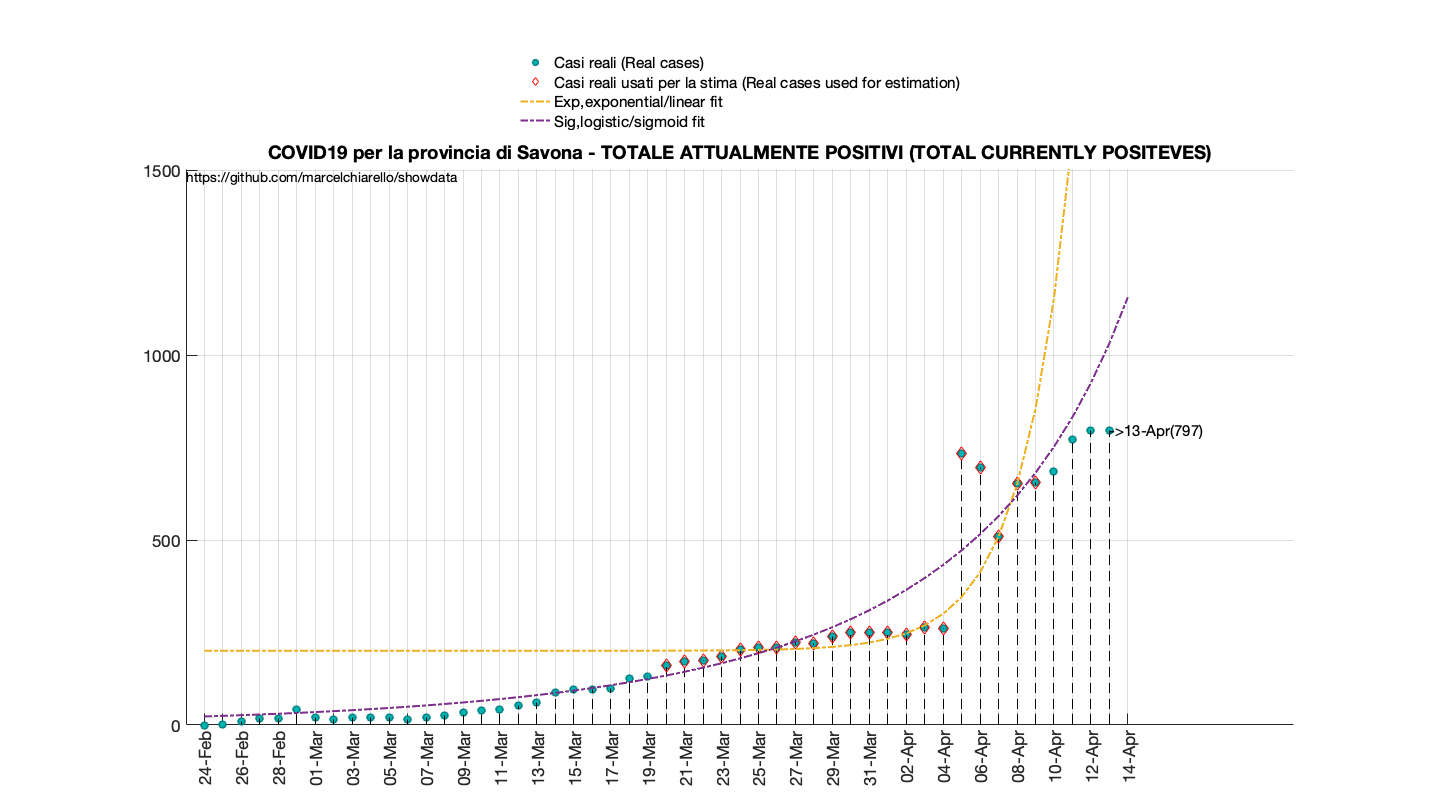 Casi reali (Real cases)
Casi reali usati per la stima (Real cases used for estimation)
Exp,exponential/linear fit
Sig,logistic/sigmoid fit
COVID19 per la provincia di Savona - TOTALE ATTUALMENTE POSITIVI (TOTAL CURRENTLY POSITEVES)
https://github.com/marcelchiarello/showdata
1500
1000
500
0
>13-Apr(797)
24-Feb
26-Feb
28-Feb
01-Mar
03-Mar
05-Mar
07-Mar
09-Mar
11-Mar
13-Mar
15-Mar
17-Mar
19-Mar
21-Mar
23-Mar
25-Mar
27-Mar
29-Mar
31-Mar
02-Apr
04-Apr
06-Apr
08-Apr
10-Apr
12-Apr
14-Apr